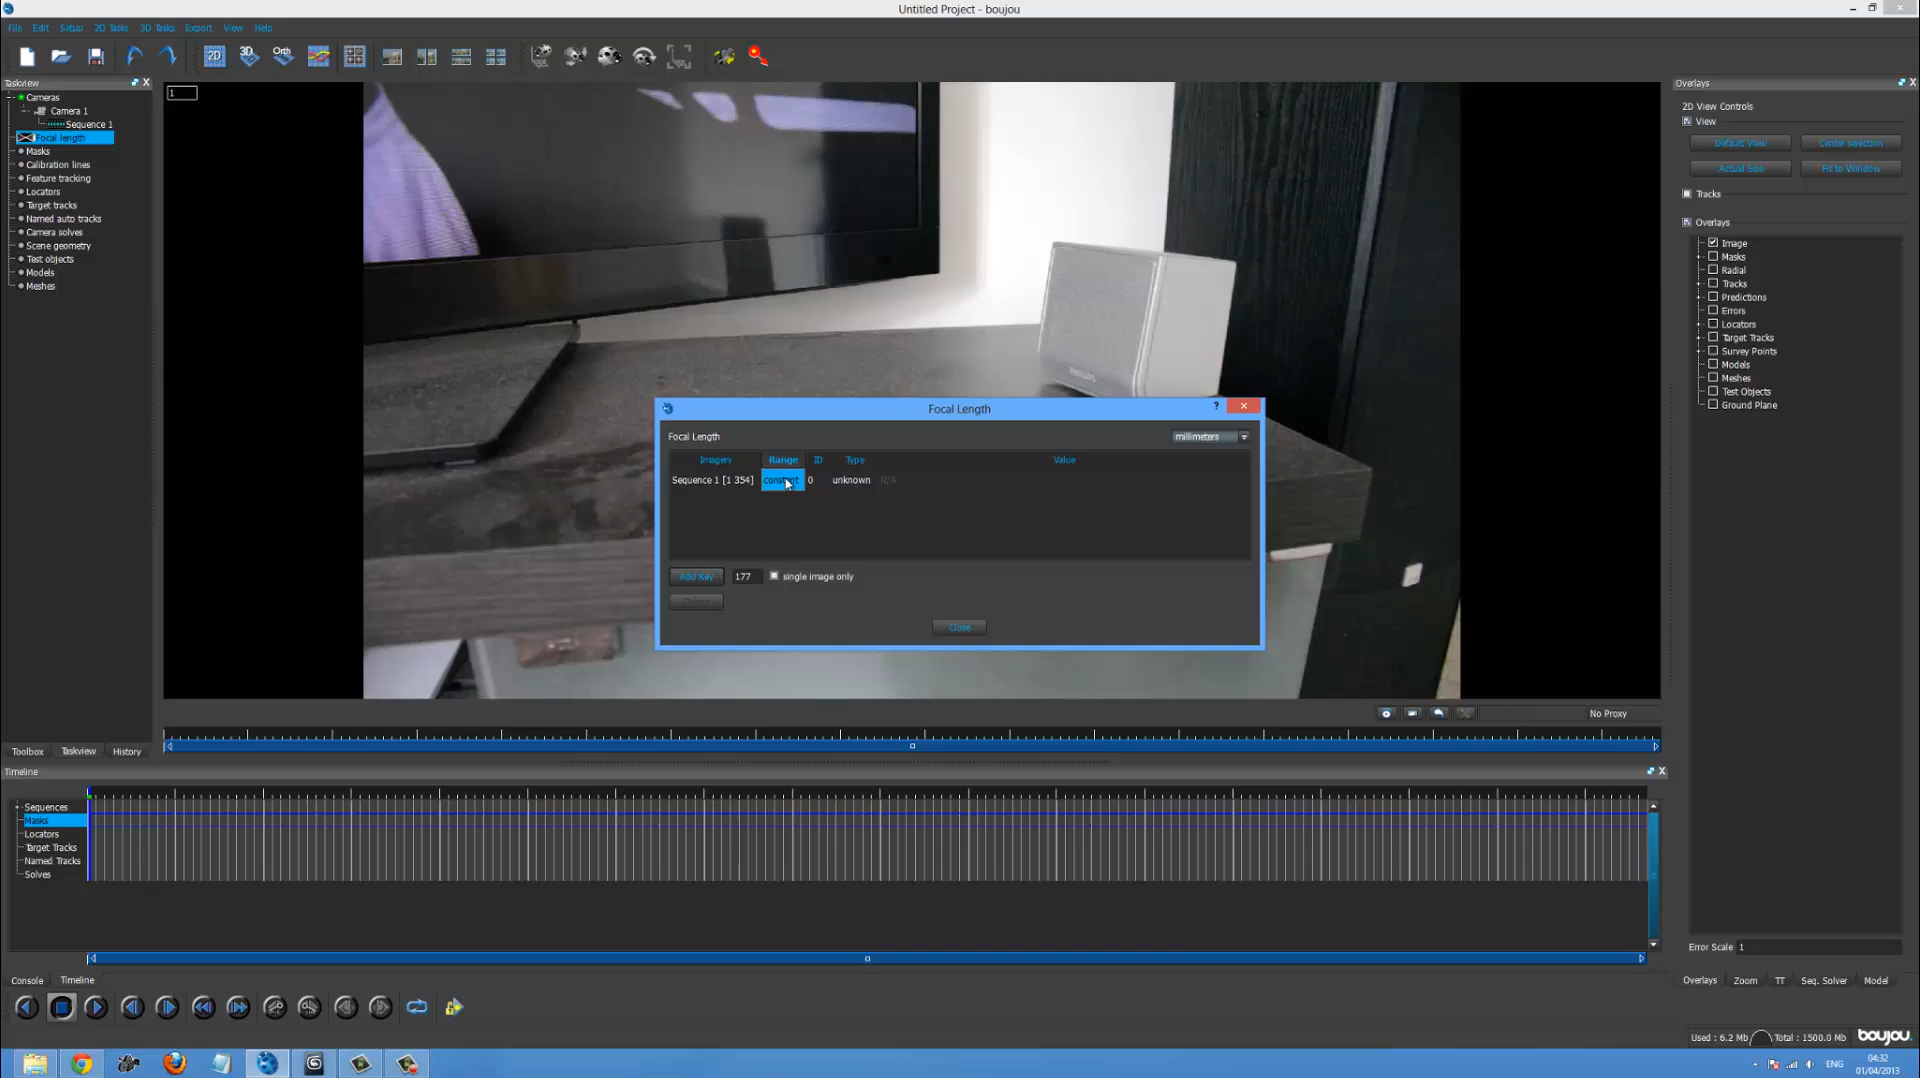 Untitled Project - boujou
File Edit Setup 2D Tasks 3D Tasks Export View Help
2D 3D Orth
Taskview
Cameras
Camera 1
Sequence 1
Focal length
Masks
Calibration lines
Feature tracking
Locators
Target tracks
Named auto tracks
Camera solves
Scene geometry
Test objects
Models
Meshes
1
PHILIPS
Focal Length
Focal Length
millimeters
Imagery Range ID Type Value
Sequence 1 [1 354] constant 0 unknown N/A
Add Key 177 single image only
Close
Overlays
2D View Controls
View
Default View Center selection
Actual Size Fit to Window
Tracks
Overlays
Image
Masks
Radial
Tracks
Predictions
Errors
Locators
Target Tracks
Survey Points
Models
Meshes
Test Objects
Ground Plane
Error Scale 1
Overlays Zoom TT Seq. Solver Model
No Proxy
Toolbox Taskview History
Timeline
Sequences
Masks
Locators
Target Tracks
Named Tracks
Solves
Console Timeline
Used : 6.2 Mb Total : 1500.0 Mb boujou
ENG
04:32
01/04/2013